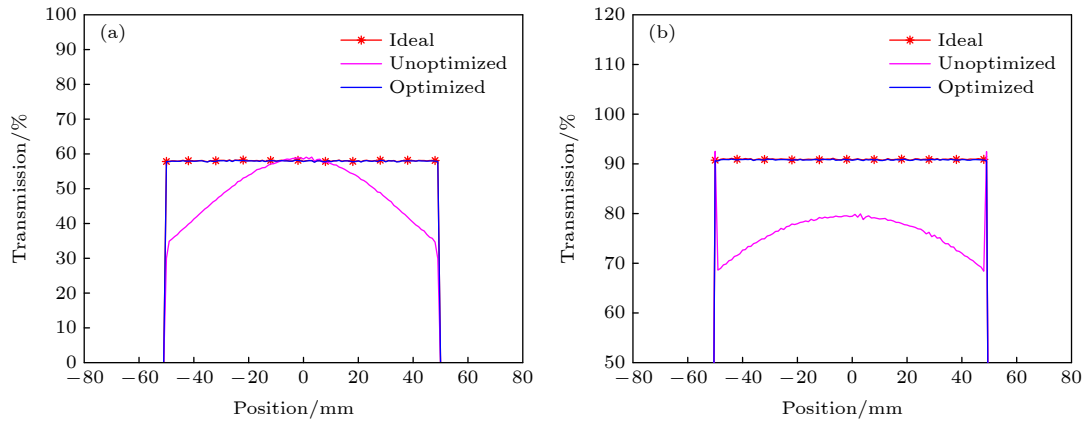 (a)
Ideal
Unoptimized
Optimized
100
90
80
70
60
50
40
30
20
10
0
Transmission/%
−80 −60 −40 −20 0 20 40 60 80
Position/mm
(b)
Ideal
Unoptimized
Optimized
120
110
100
90
80
70
60
50
Transmission/%
−80 −60 −40 −20 0 20 40 60 80
Position/mm